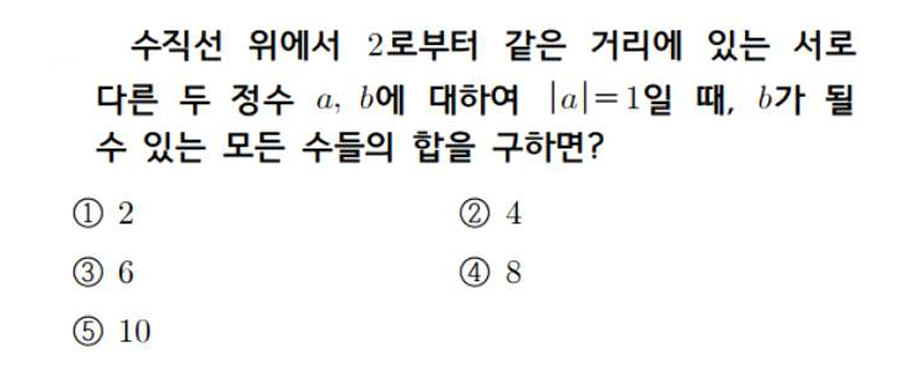 수직선 위에서 2로부터 같은 거리에 있는 서로
다른 두 정수 a, b에 대하여 |a|=1일 때, b가 될
수 있는 모든 수들의 합을 구하면?
① 2 ② 4
③ 6 ④ 8
⑤ 10